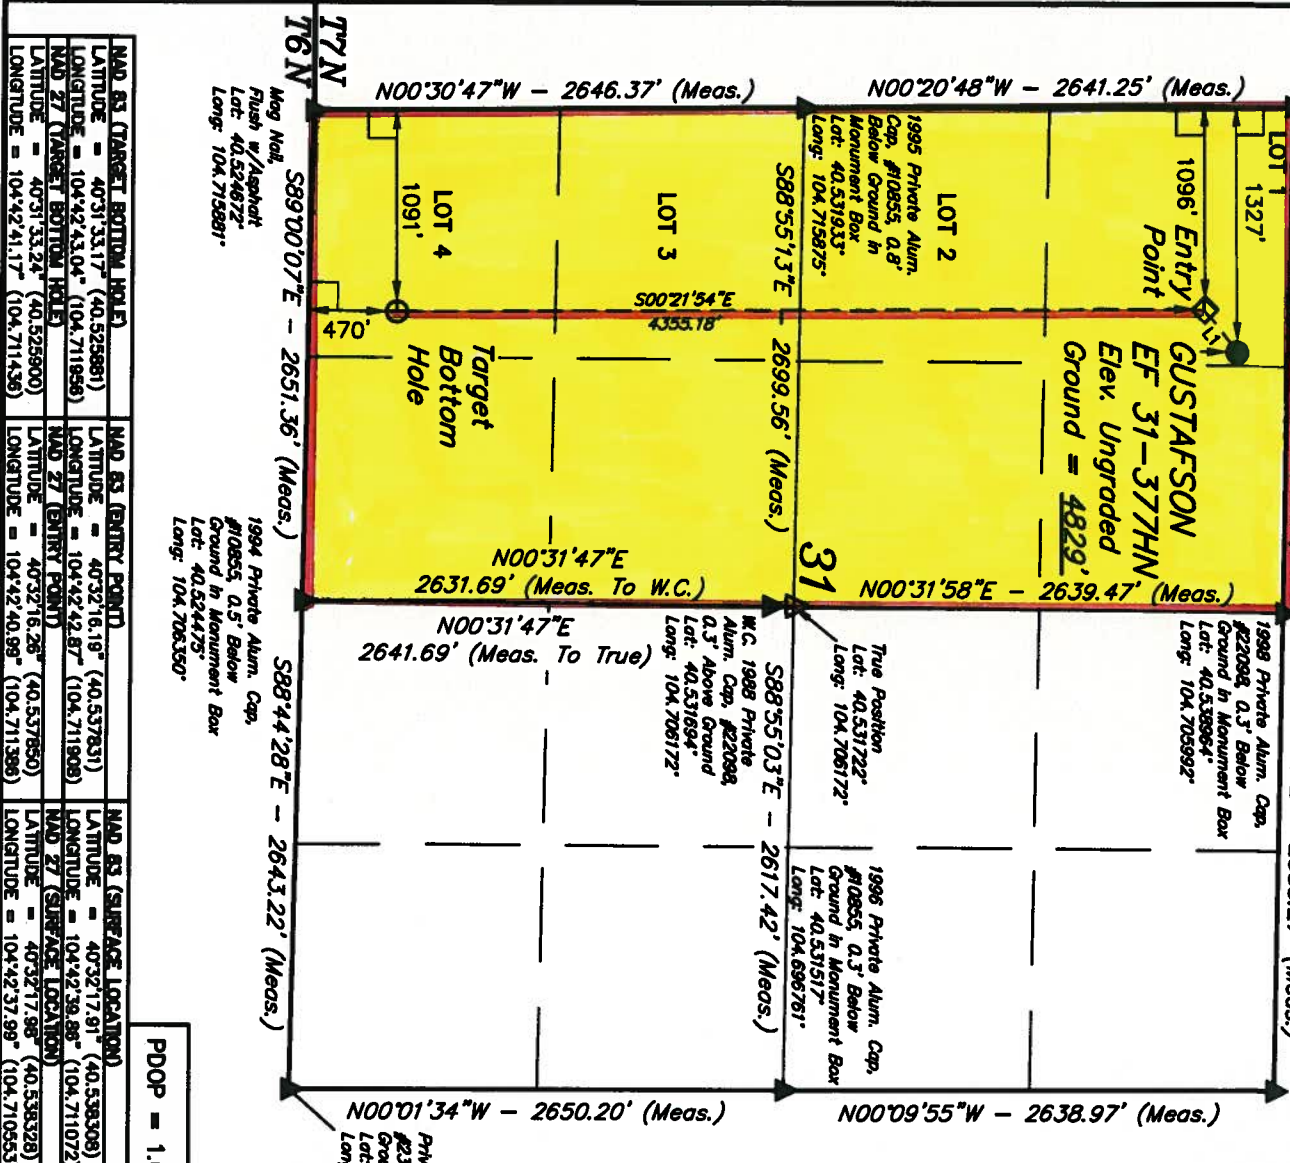 T7N
T6N
N00°30'47"W - 2646.37' (Meas.)
N00°20'48"W - 2641.25' (Meas.)
LOT 1
1327'
1096' Entry
Point
GUSTAFSON
EF 31-377HN
Elev. Ungraded
Ground = 4829'
L1
LOT 2
1995 Private Alum.
Cap, #10855, 0.8'
Below Ground in
Monument Box
Lat: 40.531933°
Long: 104.715875°
S88°55'13"E - 2699.56' (Meas.)
LOT 3
S00°21'54"E
4355.18'
LOT 4
1091'
470'
Target
Bottom
Hole
Mag Nail,
Flush w/Asphalt
Lat: 40.524672°
Long: 104.715881°
S89°00'07"E - 2651.36' (Meas.)
31
N00°31'58"E - 2639.47' (Meas.)
N00°31'47"E
2631.69' (Meas. To W.C.)
N00°31'47"E
2641.69' (Meas. To True)
1998 Private Alum. Cap,
#22098, 0.3' Below
Ground in Monument Box
Lat: 40.538964°
Long: 104.705992°
True Position
Lat: 40.531722°
Long: 104.706172°
W.C. 1988 Private
Alum. Cap, #22098,
0.3' Above Ground
Lat: 40.531694°
Long: 104.706172°
S88°55'03"E - 2617.42' (Meas.)
1996 Private Alum. Cap,
#10855, 0.3' Below
Ground in Monument Box
Lat: 40.531517°
Long: 104.696761°
1994 Private Alum. Cap,
#10855, 0.5' Below
Ground in Monument Box
Lat: 40.524475°
Long: 104.706350°
S88°44'28"E - 2643.22' (Meas.)
N00°01'34"W - 2650.20' (Meas.)
N00°09'55"W - 2638.97' (Meas.)
PDOP = 1.
NAD 83 (TARGET BOTTOM HOLE)
LATITUDE = 40°31'33.17" (40.525881)
LONGITUDE = 104°42'43.04" (104.711956)
NAD 27 (TARGET BOTTOM HOLE)
LATITUDE = 40°31'33.24" (40.525900)
LONGITUDE = 104°42'41.17" (104.711436)
NAD 83 (ENTRY POINT)
LATITUDE = 40°32'16.19" (40.537831)
LONGITUDE = 104°42'42.87" (104.711908)
NAD 27 (ENTRY POINT)
LATITUDE = 40°32'16.26" (40.537850)
LONGITUDE = 104°42'40.99" (104.711386)
NAD 83 (SURFACE LOCATION)
LATITUDE = 40°32'17.91" (40.538308)
LONGITUDE = 104°42'39.86" (104.711072
NAD 27 (SURFACE LOCATION)
LATITUDE = 40°32'17.98" (40.538328)
LONGITUDE = 104°42'37.99" (104.710553